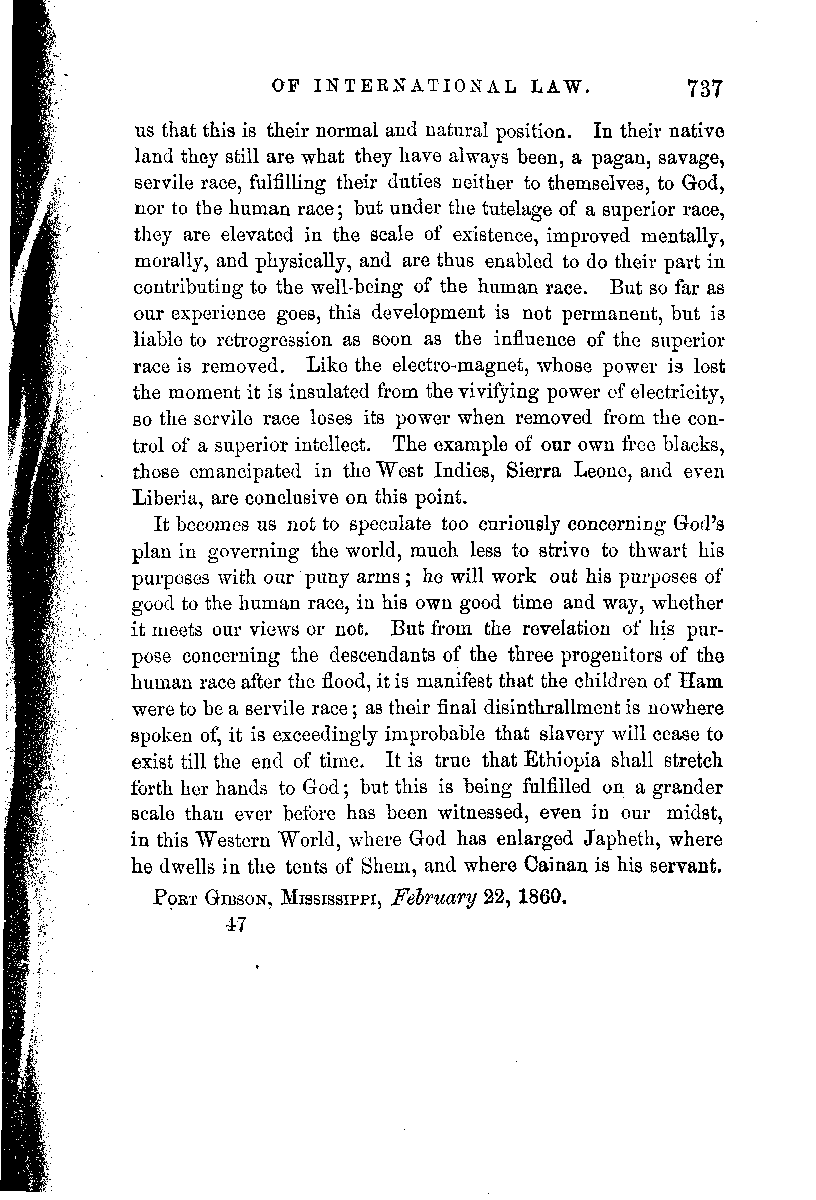 OF INTERNATIONAL LAW. 737
us that this is their normal and natural position. In their native
land they still are what they have always been, a pagan, savage,
servile race, fulfilling their duties neither to themselves, to God,
nor to the human race; but under the tutelage of a superior race,
they are elevated in the scale of existence, improved mentally,
morally, and physically, and are thus enabled to do their part in
contributing to the well-being of the human race. But so far as
our experience goes, this development is not permanent, but is
liable to retrogression as soon as the influence of the superior
race is removed. Like the electro-magnet, whose power is lost
the moment it is insulated from the vivifying power of electricity,
so the servile race loses its power when removed from the con-
trol of a superior intellect. The example of our own free blacks,
those emancipated in the West Indies, Sierra Leone, and even
Liberia, are conclusive on this point.
It becomes us not to speculate too curiously concerning God's
plan in governing the world, much less to strive to thwart his
purposes with our puny arms; he will work out his purposes of
good to the human race, in his own good time and way, whether
it meets our views or not. But from the revelation of his pur-
pose concerning the descendants of the three progenitors of the
human race after the flood, it is manifest that the children of Ham
were to be a servile race; as their final disinthrallment is nowhere
spoken of, it is exceedingly improbable that slavery will cease to
exist till the end of time. It is true that Ethiopia shall stretch
forth her hands to God; but this is being fulfilled on a grander
scale than ever before has been witnessed, even in our midst,
in this Western World, where God has enlarged Japheth, where
he dwells in the tents of Shem, and where Cainan is his servant.
PORT GIBSON, MISSISSIPPI, February 22, 1860.
47